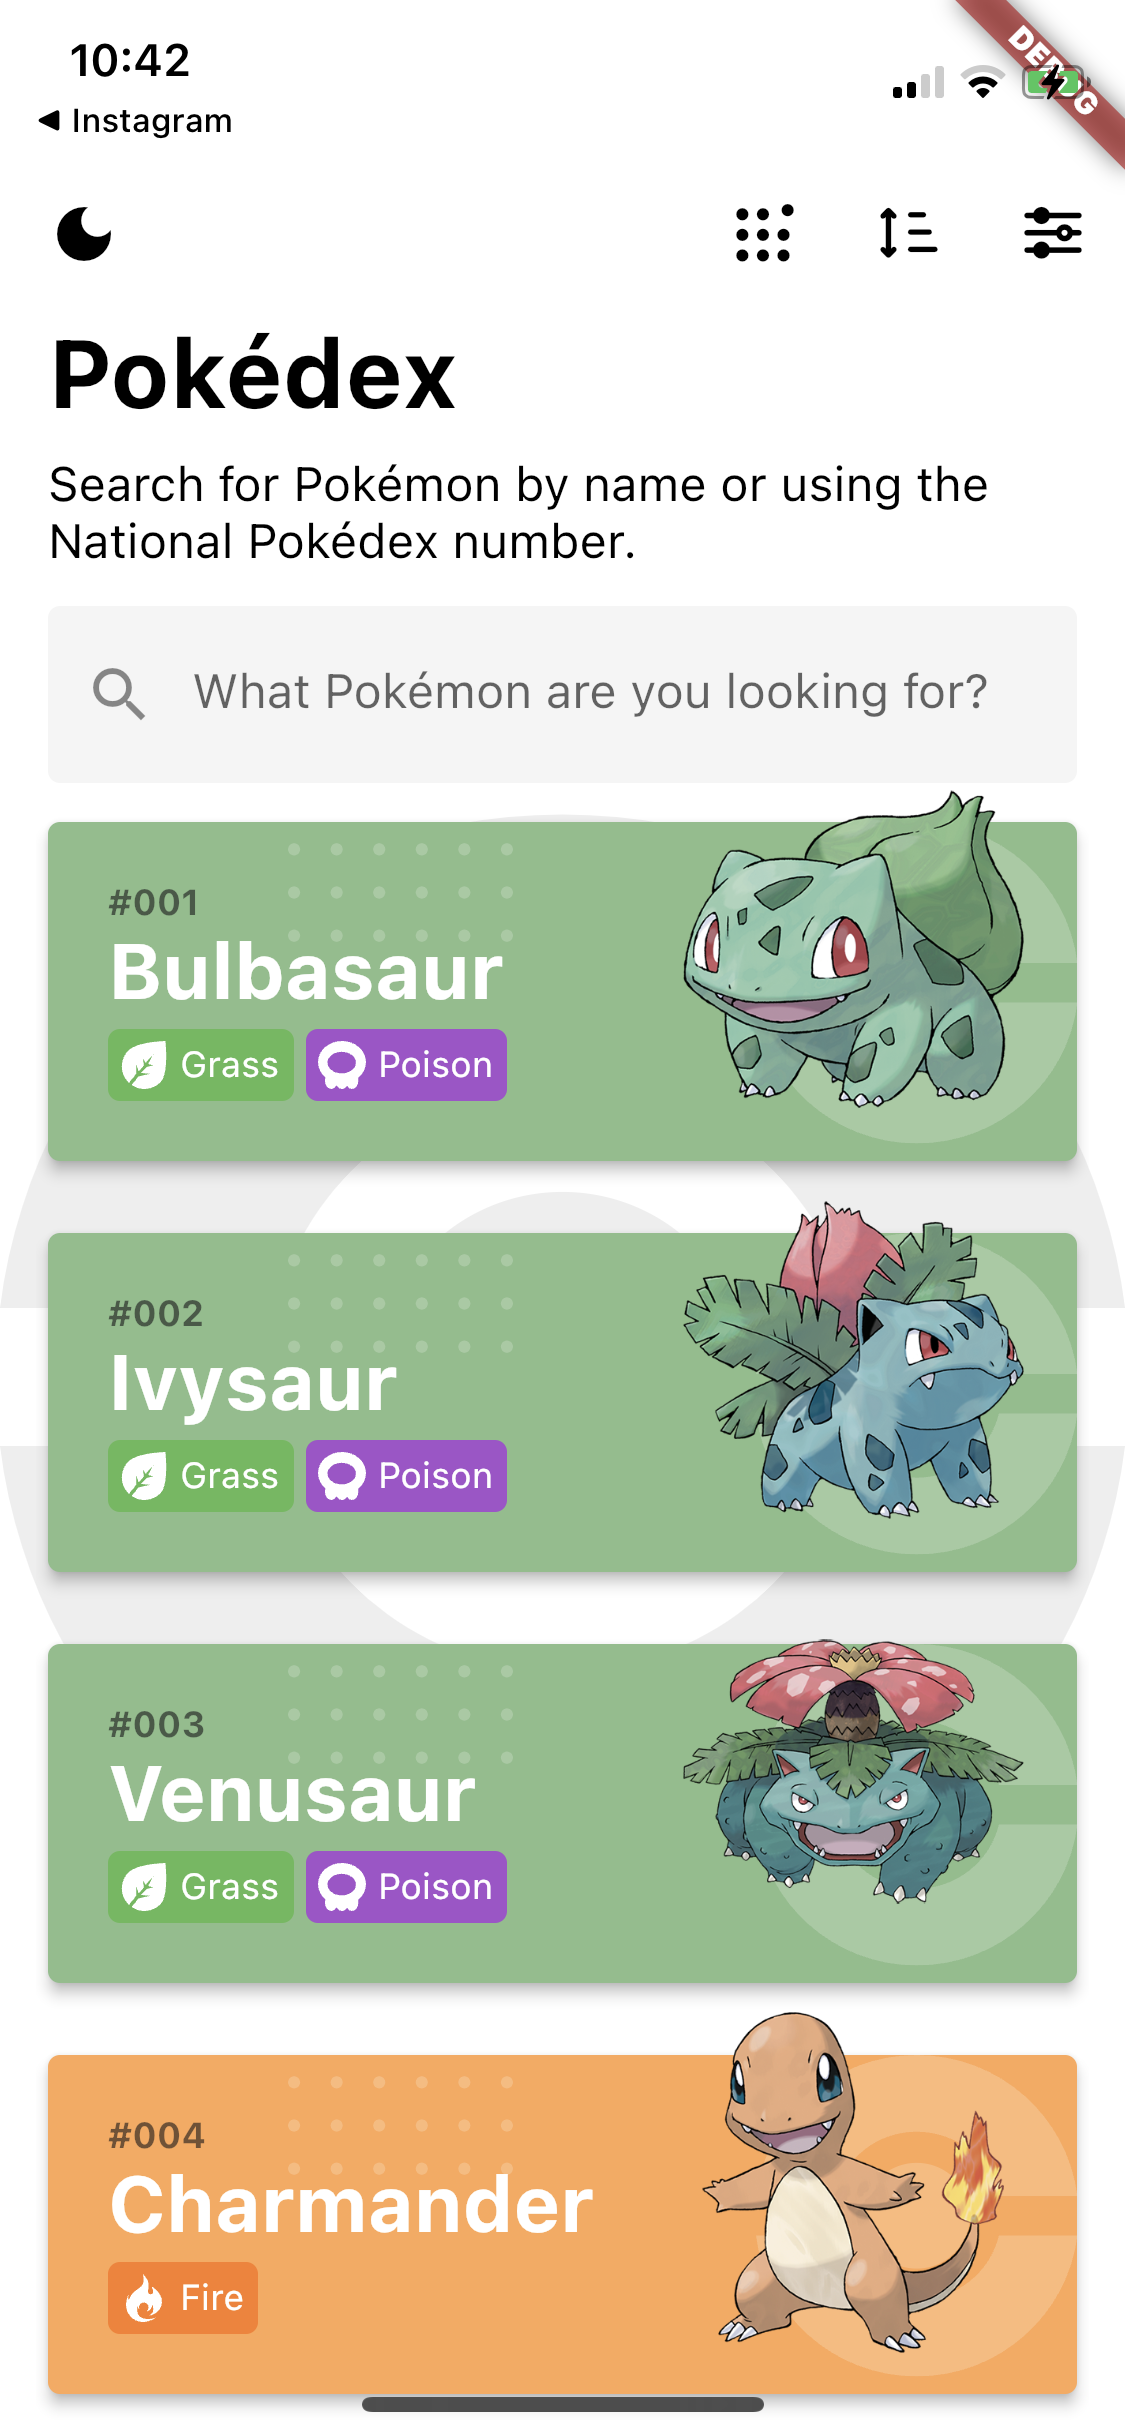 10:42
Instagram
DEBUG
Pokédex
Search for Pokémon by name or using the
National Pokédex number.
What Pokémon are you looking for?
#001
Bulbasaur
Grass Poison
#002
Ivysaur
Grass Poison
#003
Venusaur
Grass Poison
#004
Charmander
Fire